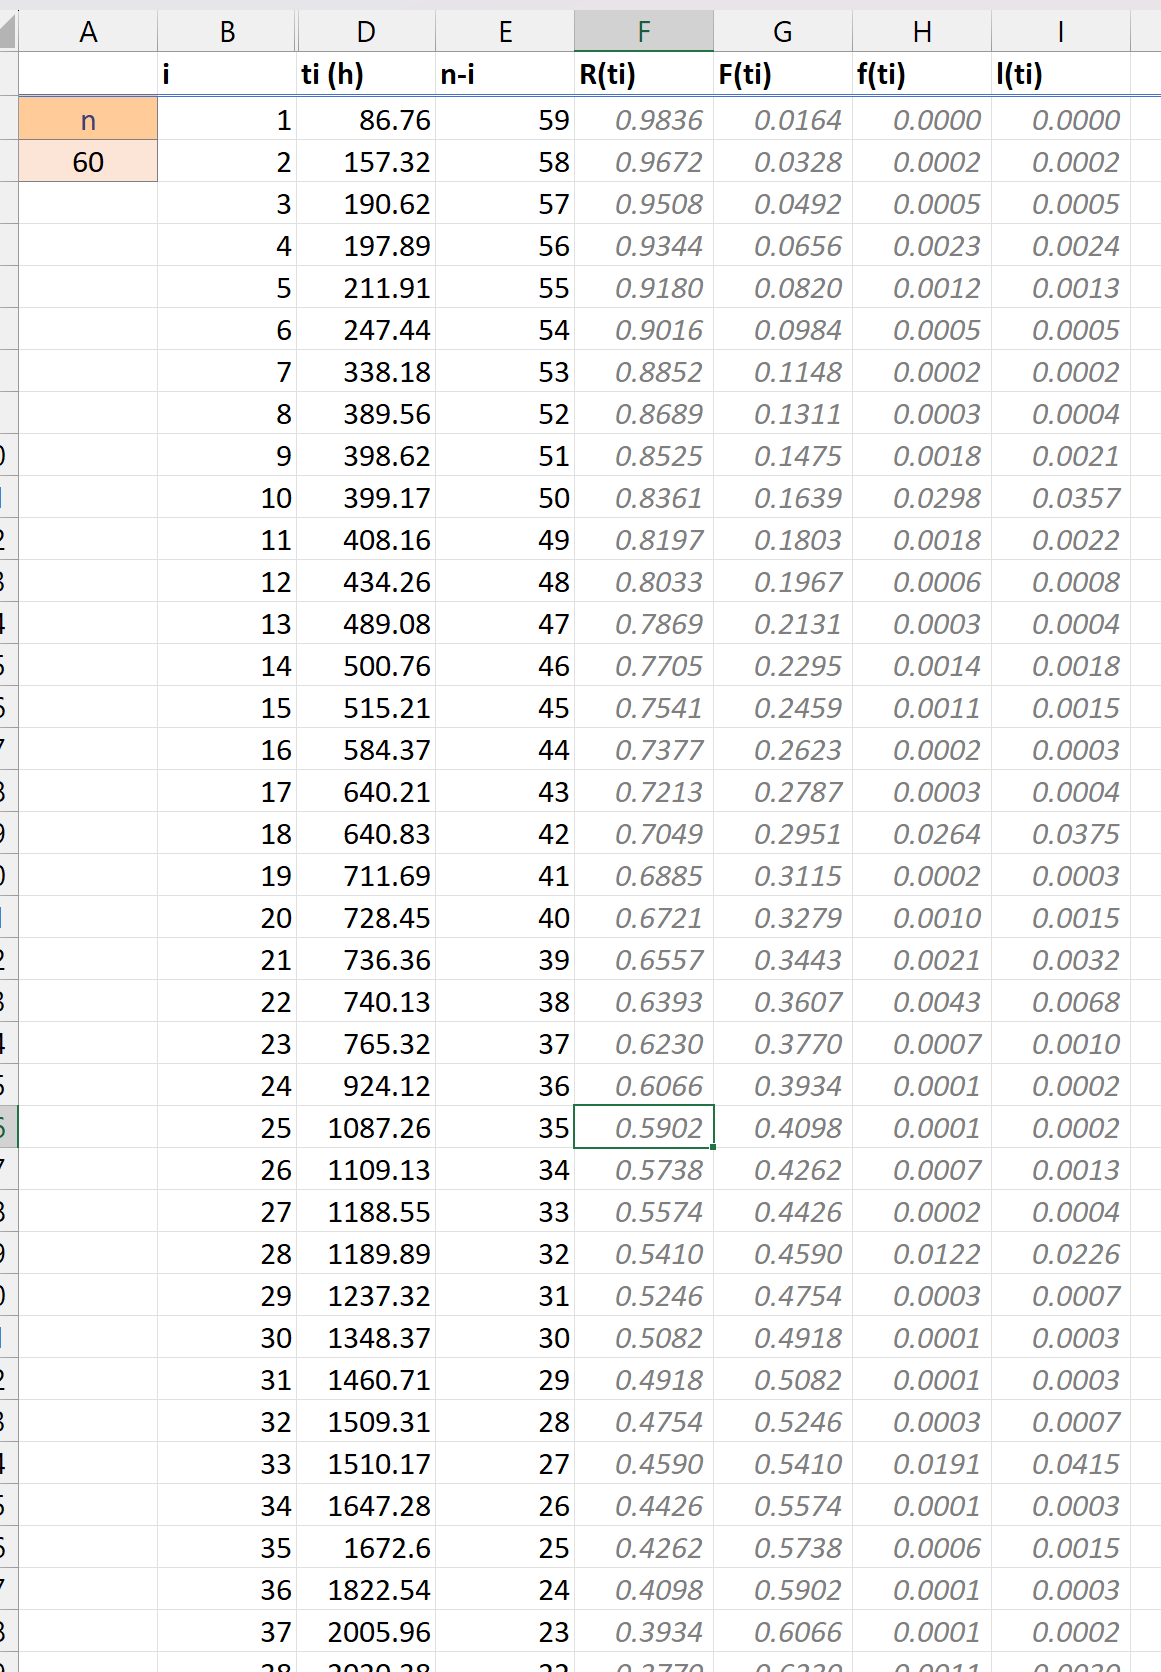 A B D E F G H I
i ti (h) n-i R(ti) F(ti) f(ti) l(ti)
n 1 86.76 59 0.9836 0.0164 0.0000 0.0000
60 2 157.32 58 0.9672 0.0328 0.0002 0.0002
3 190.62 57 0.9508 0.0492 0.0005 0.0005
4 197.89 56 0.9344 0.0656 0.0023 0.0024
5 211.91 55 0.9180 0.0820 0.0012 0.0013
6 247.44 54 0.9016 0.0984 0.0005 0.0005
7 338.18 53 0.8852 0.1148 0.0002 0.0002
8 389.56 52 0.8689 0.1311 0.0003 0.0004
9 398.62 51 0.8525 0.1475 0.0018 0.0021
10 399.17 50 0.8361 0.1639 0.0298 0.0357
11 408.16 49 0.8197 0.1803 0.0018 0.0022
12 434.26 48 0.8033 0.1967 0.0006 0.0008
13 489.08 47 0.7869 0.2131 0.0003 0.0004
14 500.76 46 0.7705 0.2295 0.0014 0.0018
15 515.21 45 0.7541 0.2459 0.0011 0.0015
16 584.37 44 0.7377 0.2623 0.0002 0.0003
17 640.21 43 0.7213 0.2787 0.0003 0.0004
18 640.83 42 0.7049 0.2951 0.0264 0.0375
19 711.69 41 0.6885 0.3115 0.0002 0.0003
20 728.45 40 0.6721 0.3279 0.0010 0.0015
21 736.36 39 0.6557 0.3443 0.0021 0.0032
22 740.13 38 0.6393 0.3607 0.0043 0.0068
23 765.32 37 0.6230 0.3770 0.0007 0.0010
24 924.12 36 0.6066 0.3934 0.0001 0.0002
25 1087.26 35 0.5902 0.4098 0.0001 0.0002
26 1109.13 34 0.5738 0.4262 0.0007 0.0013
27 1188.55 33 0.5574 0.4426 0.0002 0.0004
28 1189.89 32 0.5410 0.4590 0.0122 0.0226
29 1237.32 31 0.5246 0.4754 0.0003 0.0007
30 1348.37 30 0.5082 0.4918 0.0001 0.0003
31 1460.71 29 0.4918 0.5082 0.0001 0.0003
32 1509.31 28 0.4754 0.5246 0.0003 0.0007
33 1510.17 27 0.4590 0.5410 0.0191 0.0415
34 1647.28 26 0.4426 0.5574 0.0001 0.0003
35 1672.6 25 0.4262 0.5738 0.0006 0.0015
36 1822.54 24 0.4098 0.5902 0.0001 0.0003
37 2005.96 23 0.3934 0.6066 0.0001 0.0002